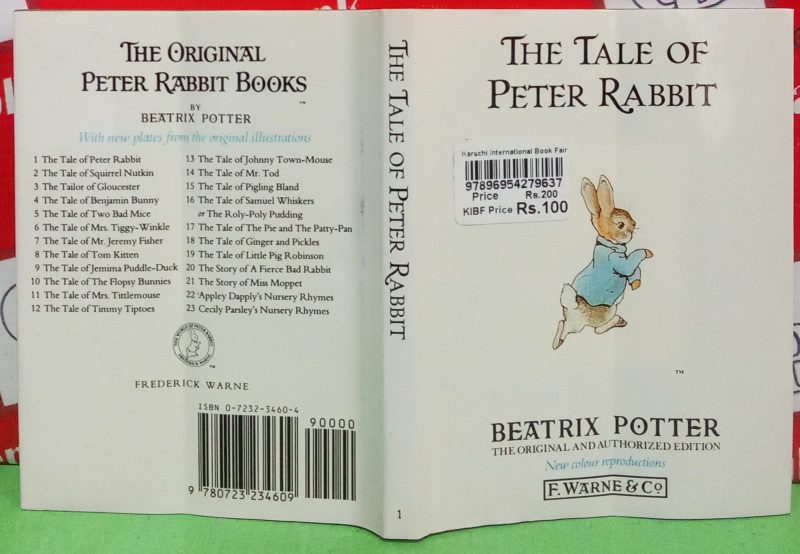 THE ORIGINAL
PETER RABBIT BOOKS
™
BY
BEATRIX POTTER
With new plates from the original illustrations
1 The Tale of Peter Rabbit
2 The Tale of Squirrel Nutkin
3 The Tailor of Gloucester
4 The Tale of Benjamin Bunny
5 The Tale of Two Bad Mice
6 The Tale of Mrs. Tiggy-Winkle
7 The Tale of Mr. Jeremy Fisher
8 The Tale of Tom Kitten
9 The Tale of Jemima Puddle-Duck
10 The Tale of The Flopsy Bunnies
11 The Tale of Mrs. Tittlemouse
12 The Tale of Timmy Tiptoes
13 The Tale of Johnny Town-Mouse
14 The Tale of Mr. Tod
15 The Tale of Pigling Bland
16 The Tale of Samuel Whiskers
or The Roly-Poly Pudding
17 The Tale of The Pie and The Patty-Pan
18 The Tale of Ginger and Pickles
19 The Tale of Little Pig Robinson
20 The Story of A Fierce Bad Rabbit
21 The Story of Miss Moppet
22 Appley Dapply's Nursery Rhymes
23 Cecily Parsley's Nursery Rhymes
THE WORLD OF PETER RABBIT
™
FREDERICK WARNE
ISBN 0-7232-3460-4
90000
9 780723 234609
THE TALE OF PETER RABBIT
1
THE TALE OF
PETER RABBIT
™
Karachi International Book Fair
97896954279637
Price Rs.200
KIBF Price Rs.100
™
BEATRIX POTTER
THE ORIGINAL AND AUTHORIZED EDITION
New colour reproductions
F. WARNE & Co